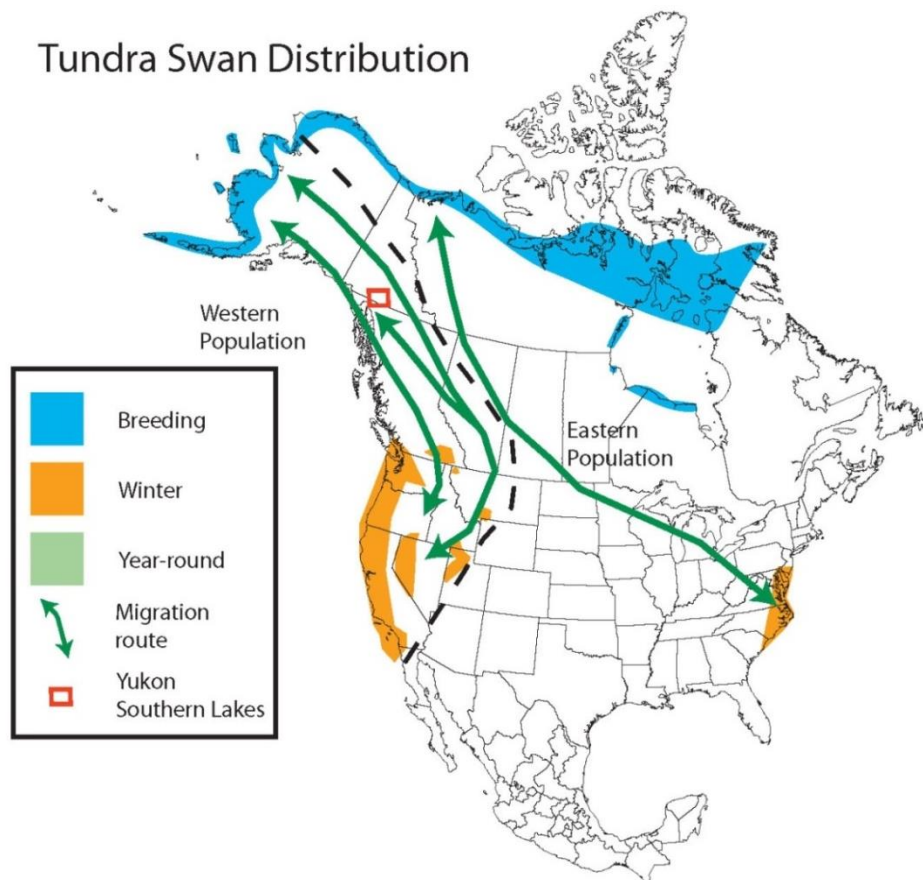 Tundra Swan Distribution
Western
Population
Eastern
Population
Breeding
Winter
Year-round
Migration
route
Yukon
Southern Lakes